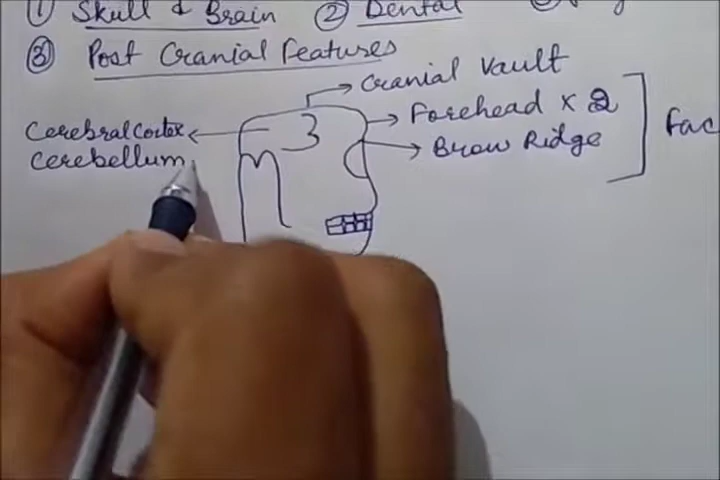 ① Skull & Brain ② Dental
③ Post Cranial Features
Cranial Vault
Forehead x 2
Brow Ridge
Fac
Cerebral Cortex
Cerebellum